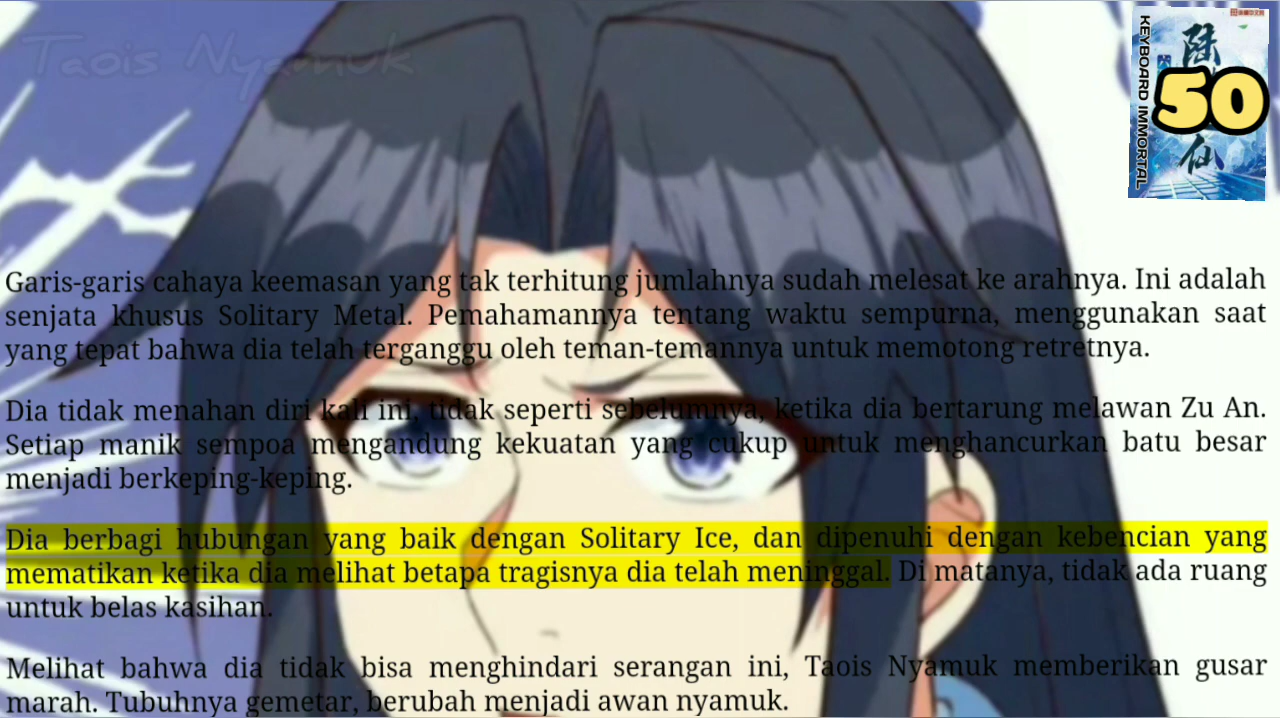 Taois Nyamuk
KEYBOARD IMMORTAL
陆
仙
50
Garis-garis cahaya keemasan yang tak terhitung jumlahnya sudah melesat ke arahnya. Ini adalah
senjata khusus Solitary Metal. Pemahamannya tentang waktu sempurna, menggunakan saat
yang tepat bahwa dia telah terganggu oleh teman-temannya untuk memotong retretnya.
Dia tidak menahan diri kali ini, tidak seperti sebelumnya, ketika dia bertarung melawan Zu An.
Setiap manik sempoa mengandung kekuatan yang cukup untuk menghancurkan batu besar
menjadi berkeping-keping.
Dia berbagi hubungan yang baik dengan Solitary Ice, dan dipenuhi dengan kebencian yang
mematikan ketika dia melihat betapa tragisnya dia telah meninggal. Di matanya, tidak ada ruang
untuk belas kasihan.
Melihat bahwa dia tidak bisa menghindari serangan ini, Taois Nyamuk memberikan gusar
marah. Tubuhnya gemetar, berubah menjadi awan nyamuk.